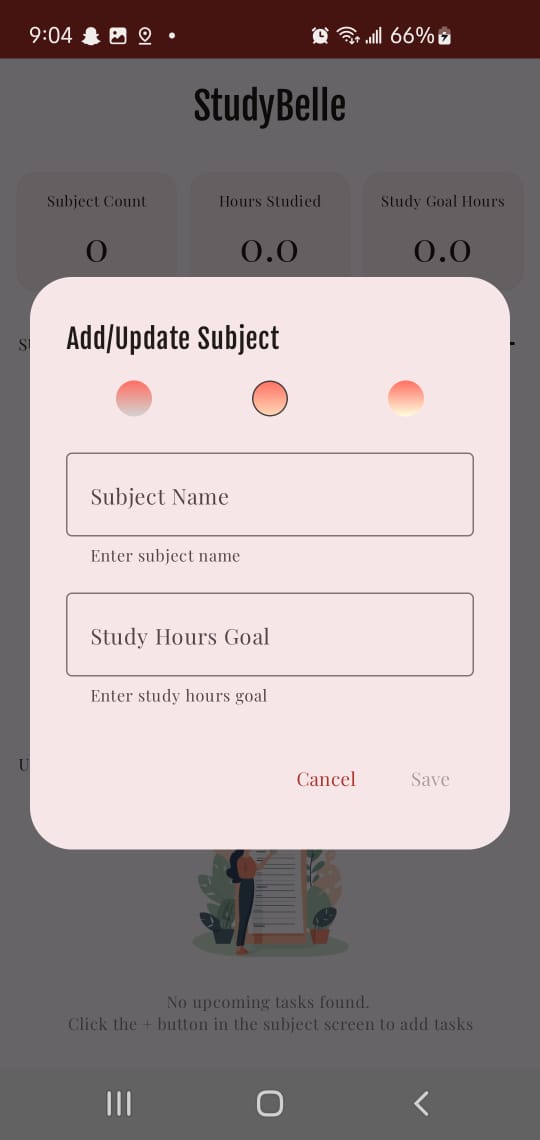 9:04
66%
StudyBelle
Subject Count
Hours Studied
Study Goal Hours
0
0.0
0.0
Add/Update Subject
Subject Name
Enter subject name
Study Hours Goal
Enter study hours goal
Cancel
Save
No upcoming tasks found.
Click the + button in the subject screen to add tasks